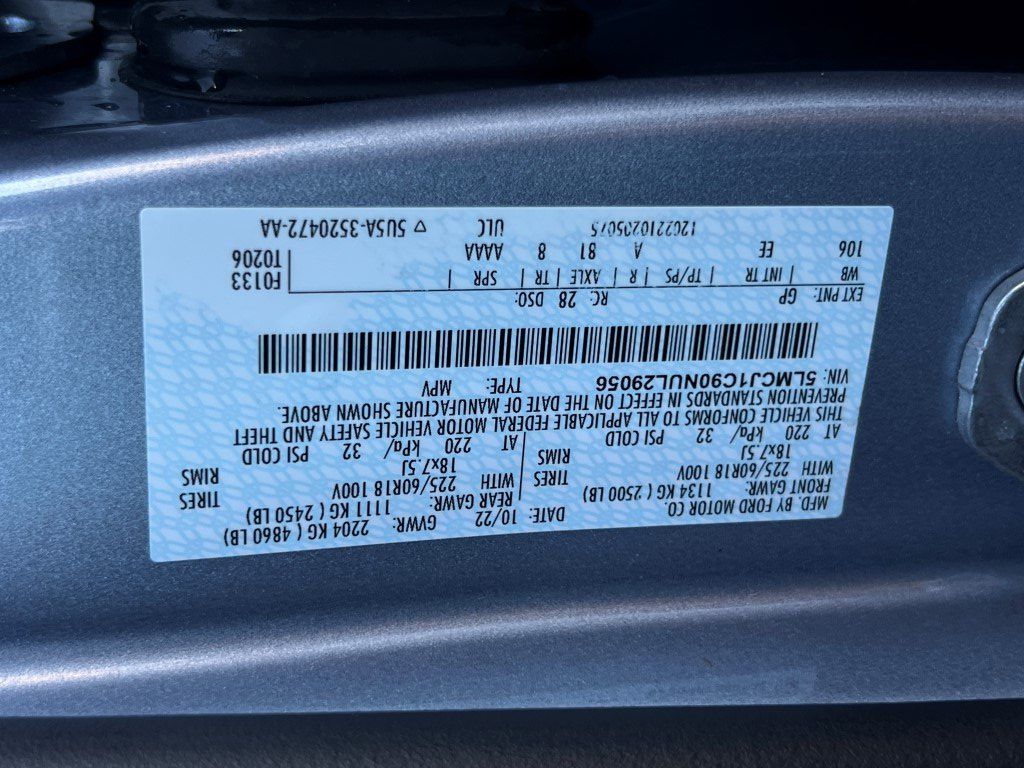 MFD. BY FORD MOTOR CO. DATE: 10/22 GVWR: 2204 KG ( 4860 LB)
FRONT GAWR: 1134 KG ( 2500 LB) REAR GAWR: 1111 KG ( 2450 LB)
WITH 225/60R18 100V TIRES WITH 225/60R18 100V TIRES
18x7.5J RIMS 18x7.5J RIMS
AT 220 kPa/ 32 PSI COLD AT 220 kPa/ 32 PSI COLD
THIS VEHICLE CONFORMS TO ALL APPLICABLE FEDERAL MOTOR VEHICLE SAFETY AND THEFT
PREVENTION STANDARDS IN EFFECT ON THE DATE OF MANUFACTURE SHOWN ABOVE.
VIN: 5LMCJ1C90NUL29056 TYPE: MPV
EXT PNT: GP RC: 28 DSO: F0133
WB | INT TR | TP/PS | R | AXLE | TR | SPR T0206
106 EE A 81 8 AAAA
ULC ▽ 5U5A-3520472-AA